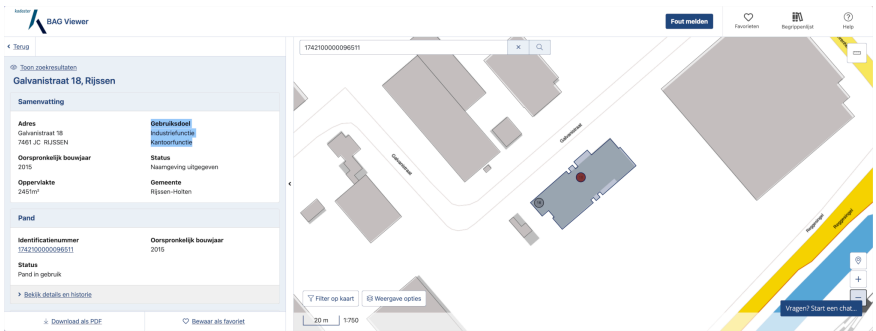 kadaster
BAG Viewer
Fout melden
Favorieten
Begrippenlijst
Help
Terug
Toon zoekresultaten
Galvanistraat 18, Rijssen
Samenvatting
Adres
Galvanistraat 18
7461 JC RIJSSEN
Gebruiksdoel
Industriefunctie
Kantoorfunctie
Oorspronkelijk bouwjaar
2015
Status
Naamgeving uitgegeven
Oppervlakte
2451m²
Gemeente
Rijssen-Holten
Pand
Identificatienummer
1742100000096511
Oorspronkelijk bouwjaar
2015
Status
Pand in gebruik
Bekijk details en historie
Download als PDF
Bewaar als favoriet
1742100000096511
Galvanistraat
Galvanistraat
Reggesingel
Reggesingel
Filter op kaart
Weergave opties
20 m
1:750
Vragen? Start een chat...